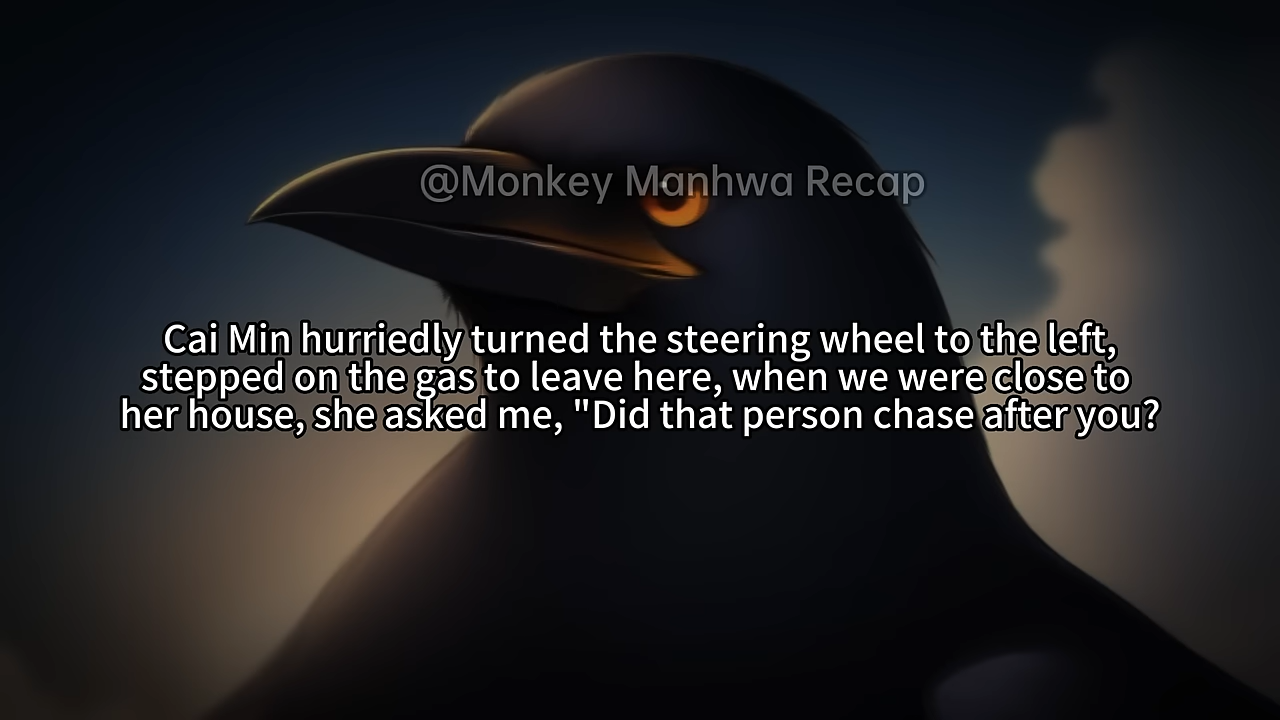 @Monkey Manhwa Recap
Cai Min hurriedly turned the steering wheel to the left,
stepped on the gas to leave here, when we were close to
her house, she asked me, "Did that person chase after you?